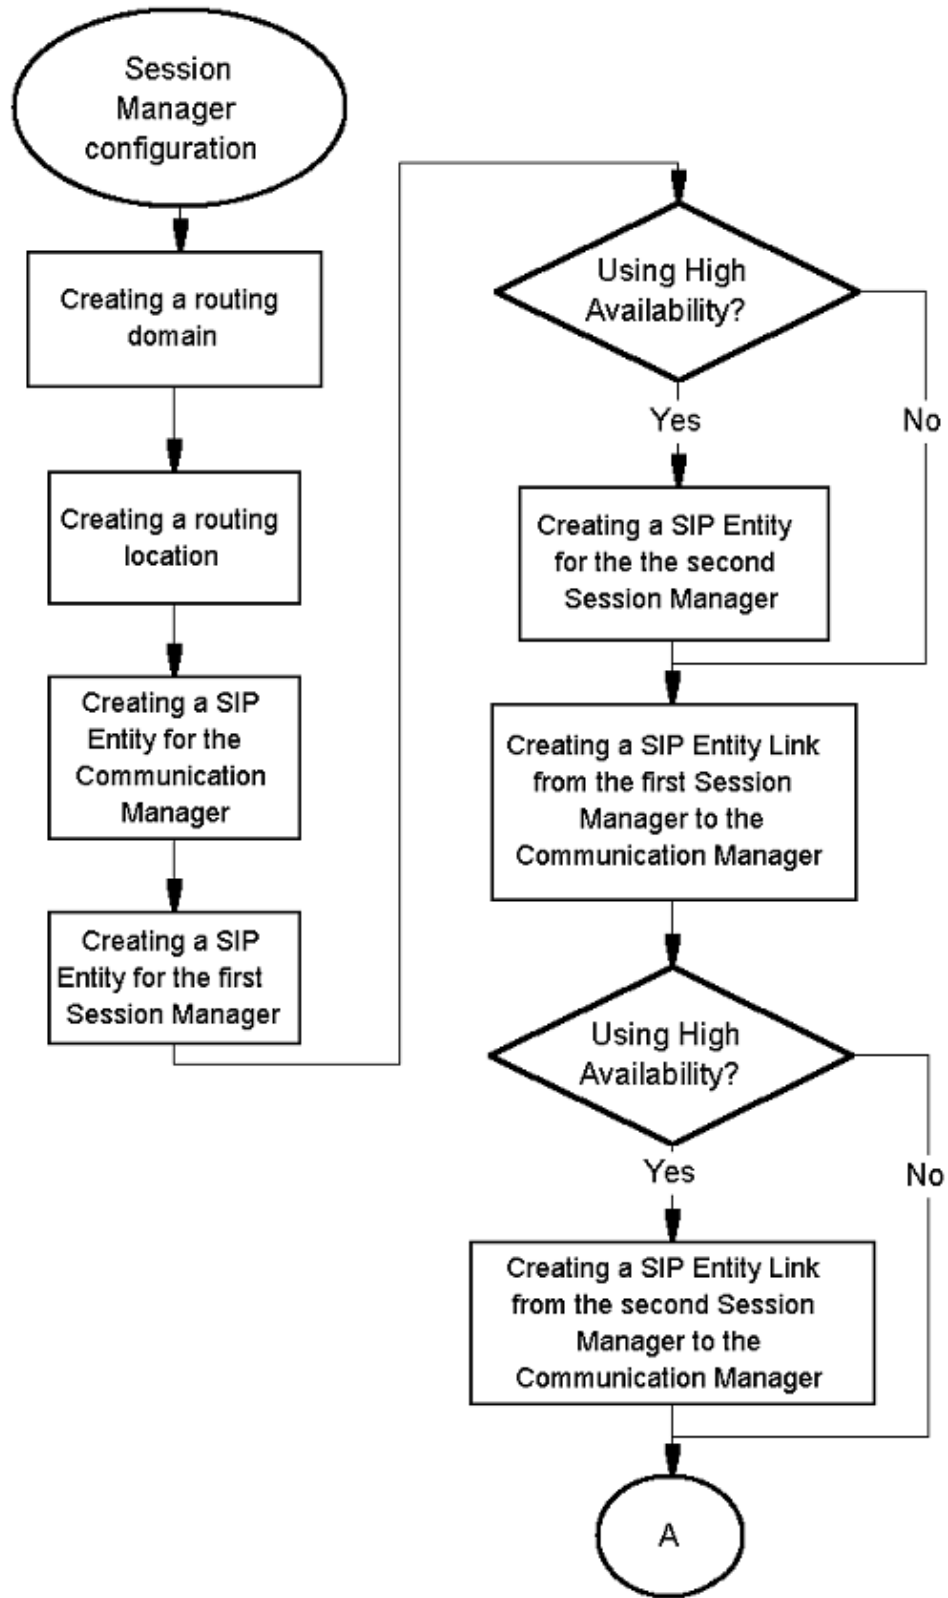 Session
Manager
configuration
Creating a routing
domain
Creating a routing
location
Creating a SIP
Entity for the
Communication
Manager
Creating a SIP
Entity for the first
Session Manager
Using High
Availability?
Yes
No
Creating a SIP Entity
for the the second
Session Manager
Creating a SIP Entity Link
from the first Session
Manager to the
Communication Manager
Using High
Availability?
Yes
No
Creating a SIP Entity Link
from the second Session
Manager to the
Communication Manager
A